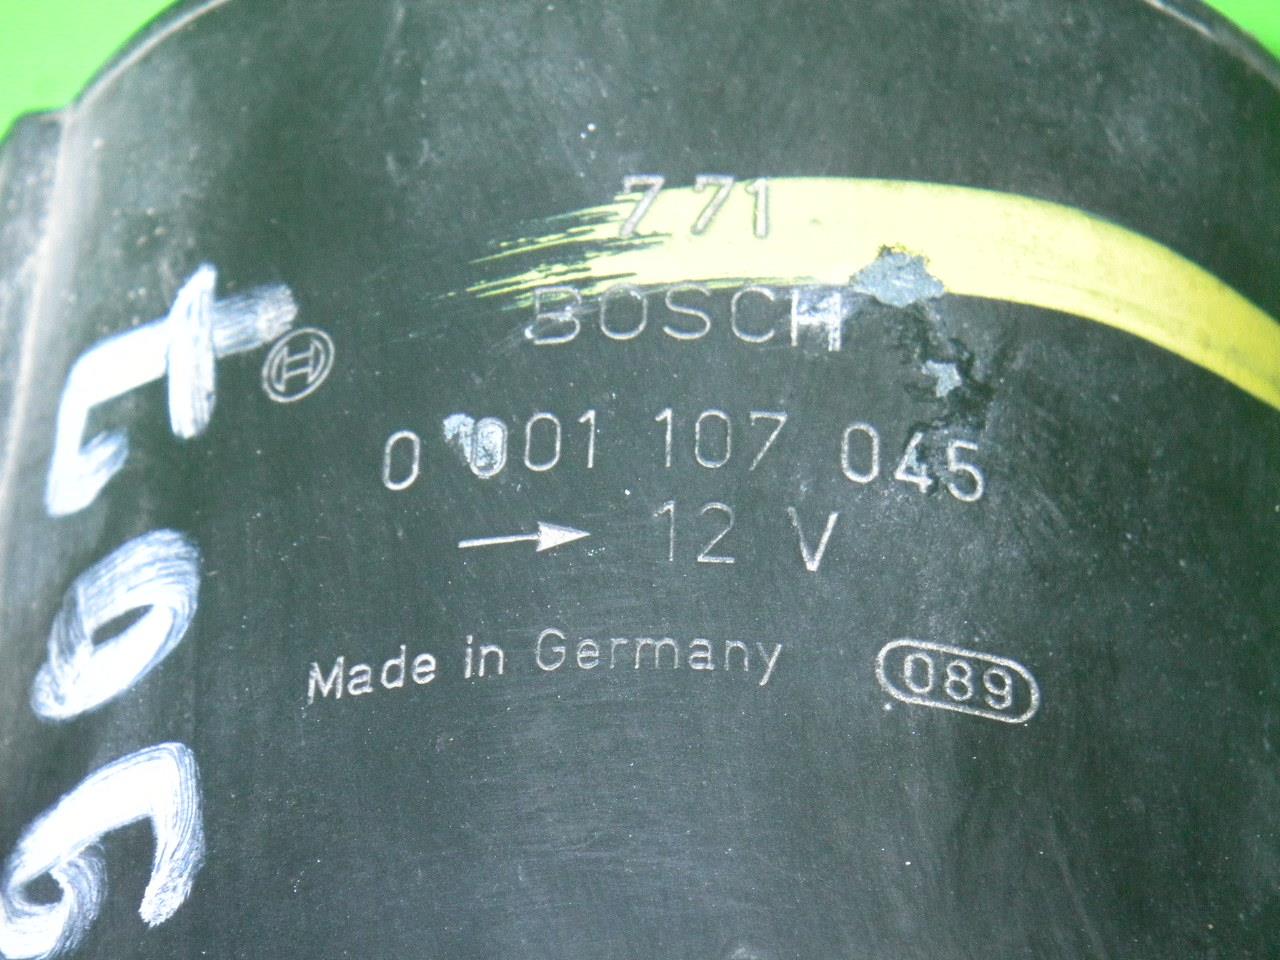 771
BOSCH
0 001 107 045
→ 12 V
Made in Germany 089